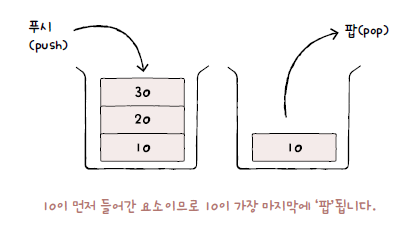 푸시
(push)
팝(pop)
30
20
10
10
10이 먼저 들어간 요소이므로 10이 가장 마지막에 '팝'됩니다.